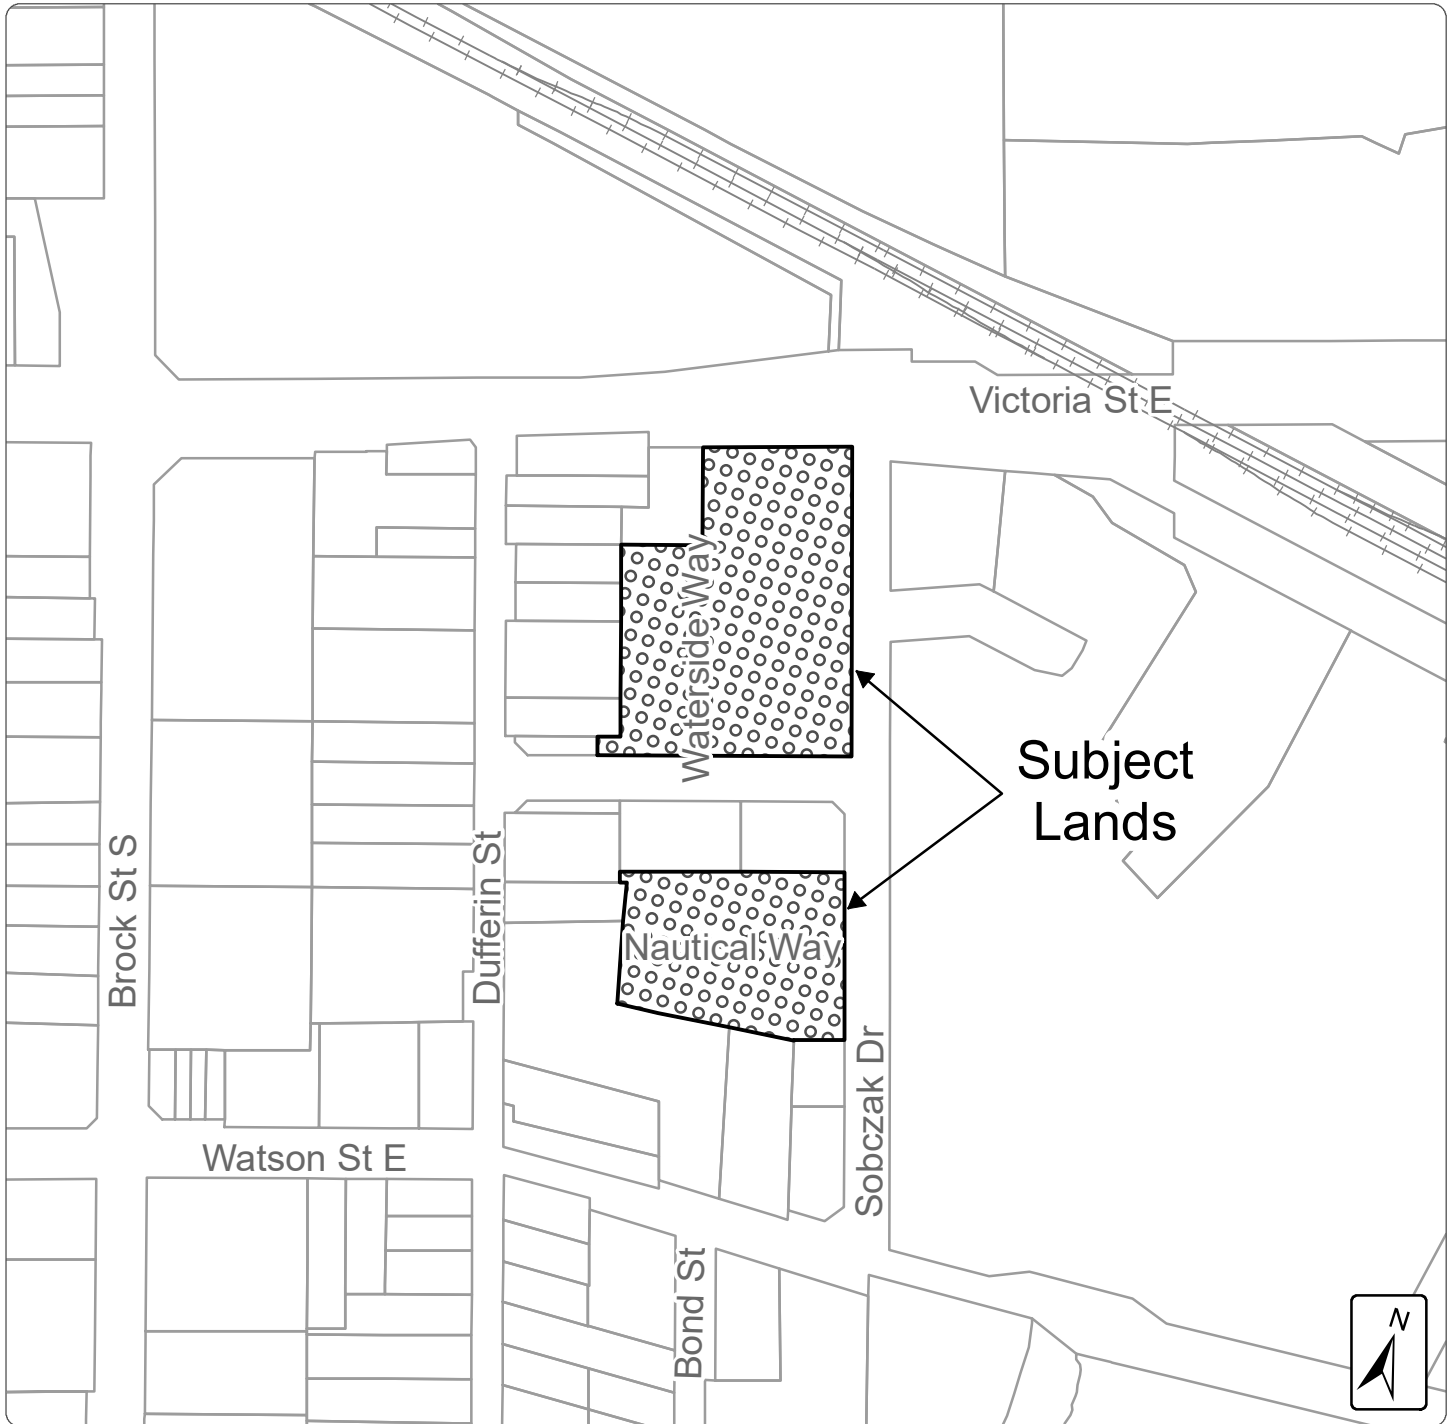 Victoria St E
Waterside Way
Subject
Lands
Brock St S
Dufferin St
Nautical Way
Sobczak Dr
Watson St E
Bond St
N